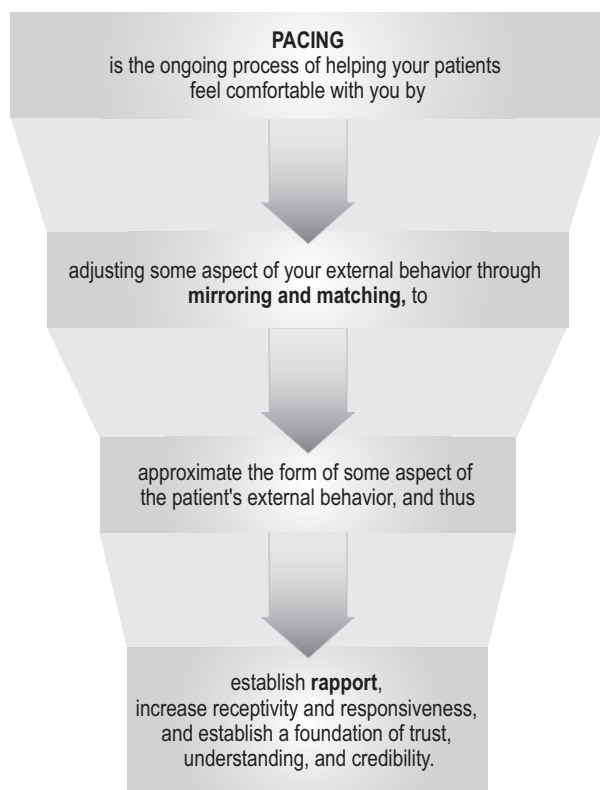 PACING
is the ongoing process of helping your patients
feel comfortable with you by
adjusting some aspect of your external behavior through
mirroring and matching, to
approximate the form of some aspect of
the patient's external behavior, and thus
establish rapport,
increase receptivity and responsiveness,
and establish a foundation of trust,
understanding, and credibility.